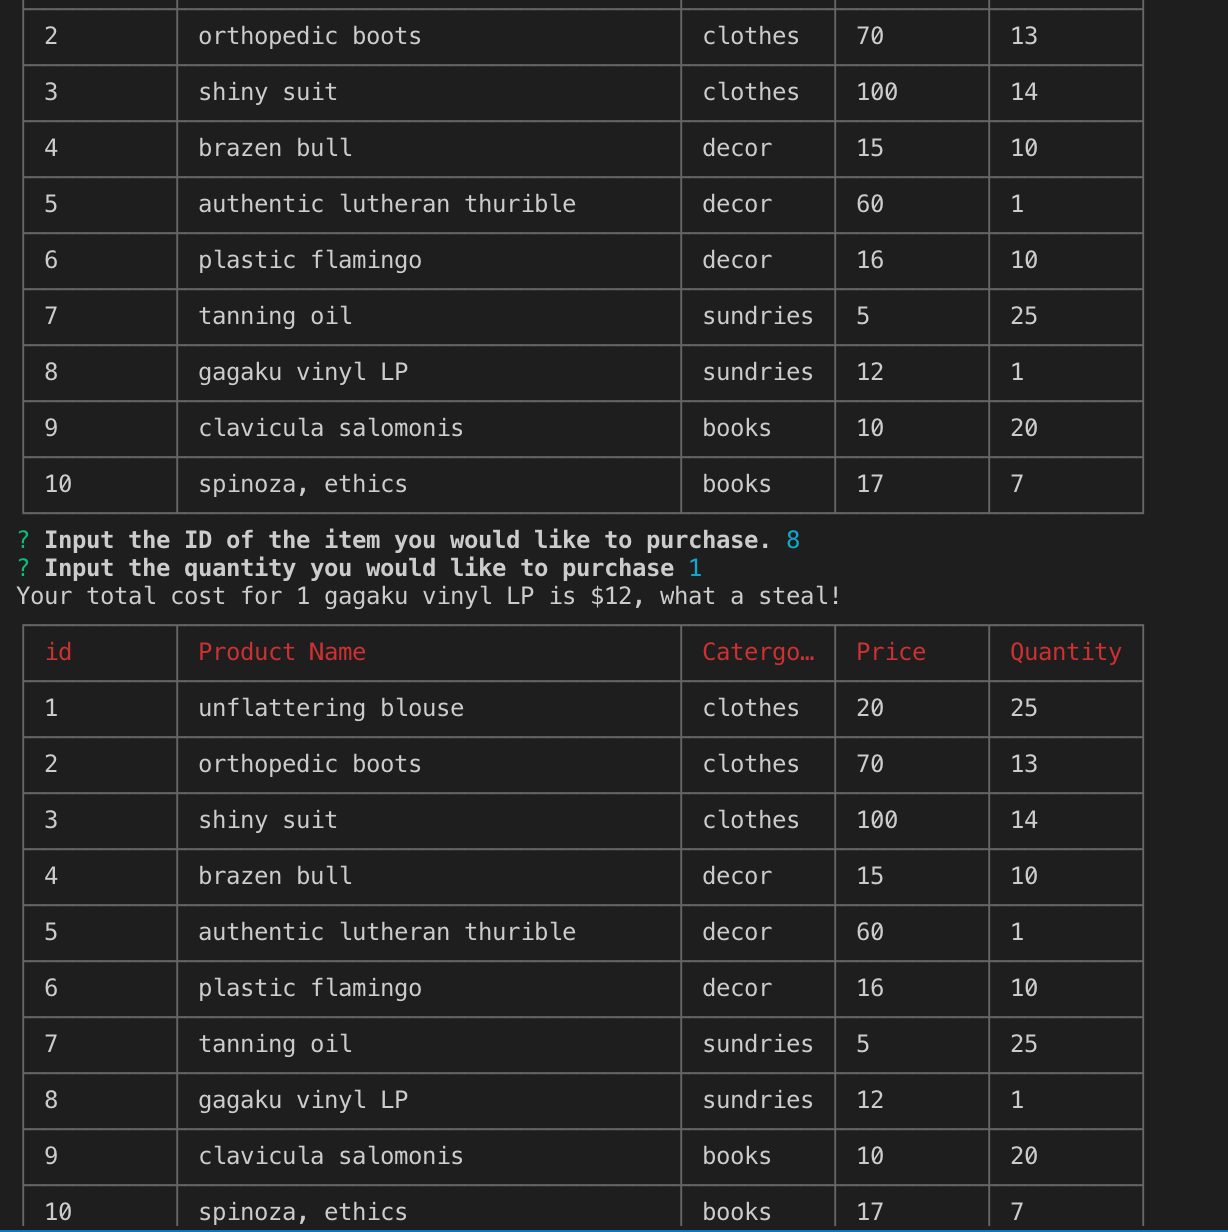 2 orthopedic boots clothes 70 13
3 shiny suit clothes 100 14
4 brazen bull decor 15 10
5 authentic lutheran thurible decor 60 1
6 plastic flamingo decor 16 10
7 tanning oil sundries 5 25
8 gagaku vinyl LP sundries 12 1
9 clavicula salomonis books 10 20
10 spinoza, ethics books 17 7
? Input the ID of the item you would like to purchase. 8
? Input the quantity you would like to purchase 1
Your total cost for 1 gagaku vinyl LP is $12, what a steal!
id Product Name Catergo… Price Quantity
1 unflattering blouse clothes 20 25
2 orthopedic boots clothes 70 13
3 shiny suit clothes 100 14
4 brazen bull decor 15 10
5 authentic lutheran thurible decor 60 1
6 plastic flamingo decor 16 10
7 tanning oil sundries 5 25
8 gagaku vinyl LP sundries 12 1
9 clavicula salomonis books 10 20
10 spinoza, ethics books 17 7